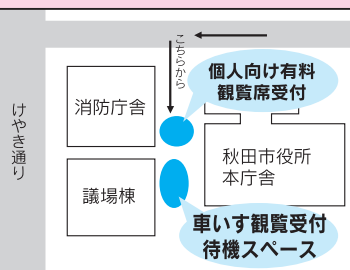 こちらから
個人向け有料
観覧席受付
消防庁舎
けやき通り
秋田市役所
本庁舎
議場棟
車いす観覧受付
待機スペース